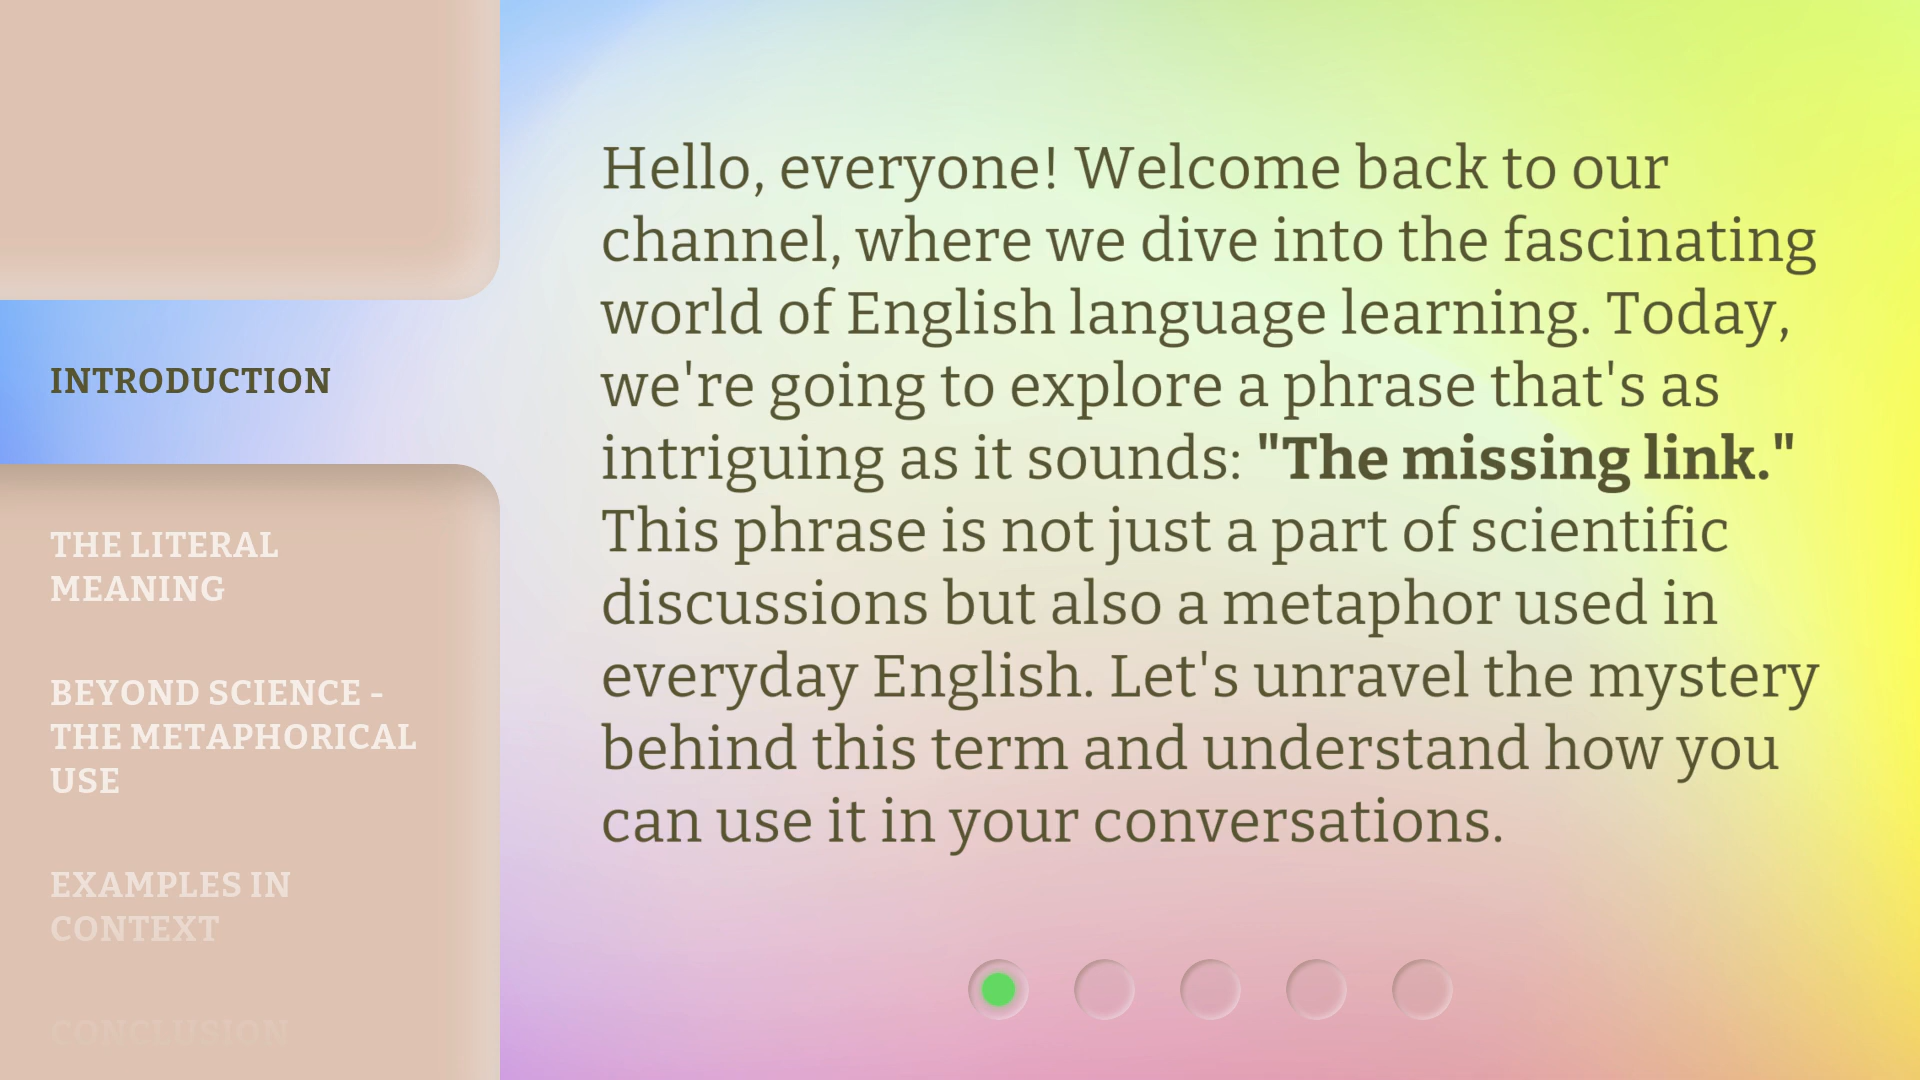 INTRODUCTION
THE LITERAL
MEANING
BEYOND SCIENCE -
THE METAPHORICAL
USE
EXAMPLES IN
CONTEXT
CONCLUSION
Hello, everyone! Welcome back to our
channel, where we dive into the fascinating
world of English language learning. Today,
we're going to explore a phrase that's as
intriguing as it sounds: "The missing link."
This phrase is not just a part of scientific
discussions but also a metaphor used in
everyday English. Let's unravel the mystery
behind this term and understand how you
can use it in your conversations.